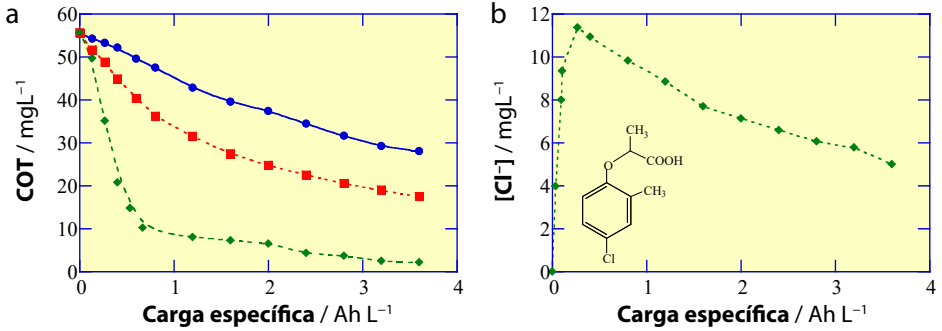 a
COT / mgL⁻¹
60
50
40
30
20
10
0
0 1 2 3 4
Carga específica / Ah L⁻¹
b
[Cl⁻] / mgL⁻¹
12
10
8
6
4
2
0
CH₃
COOH
O
CH₃
Cl
0 1 2 3 4
Carga específica / Ah L⁻¹